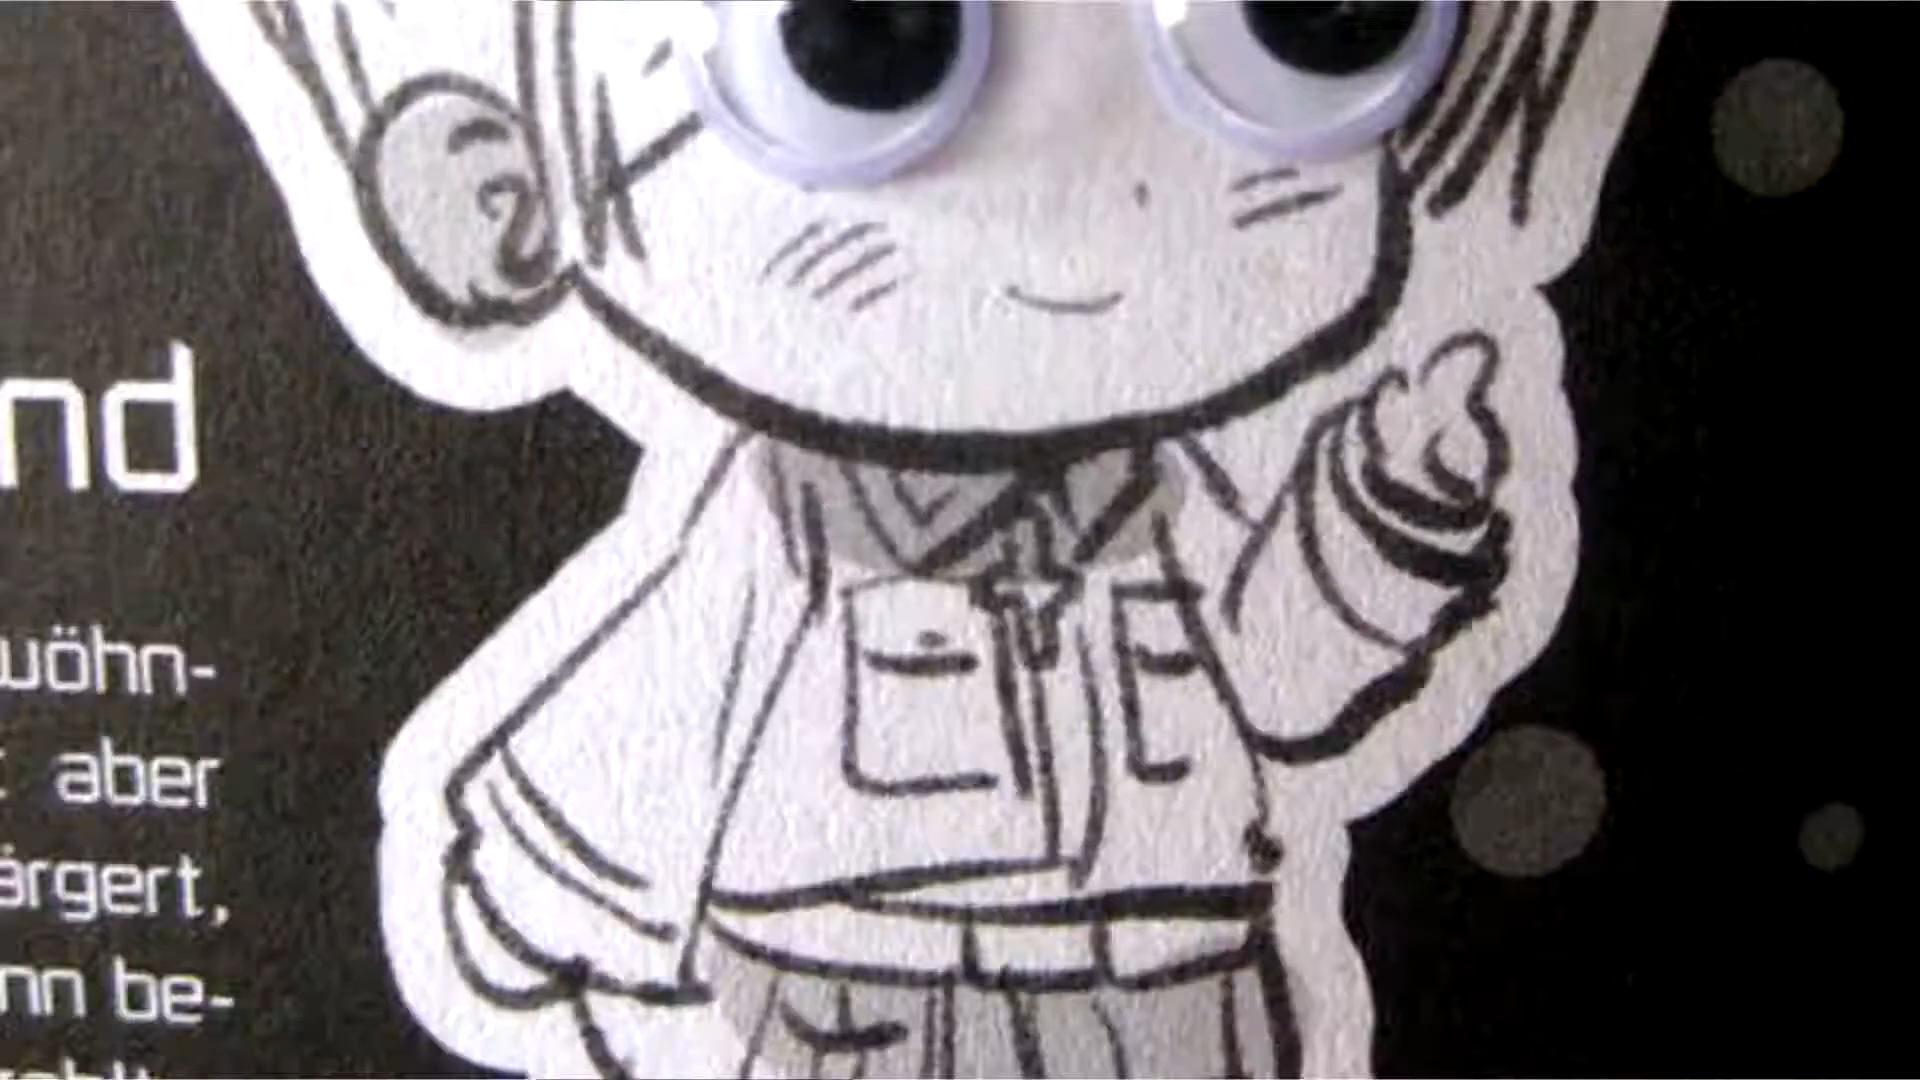 nd
wöhn-
aber
ärgert,
nn be-